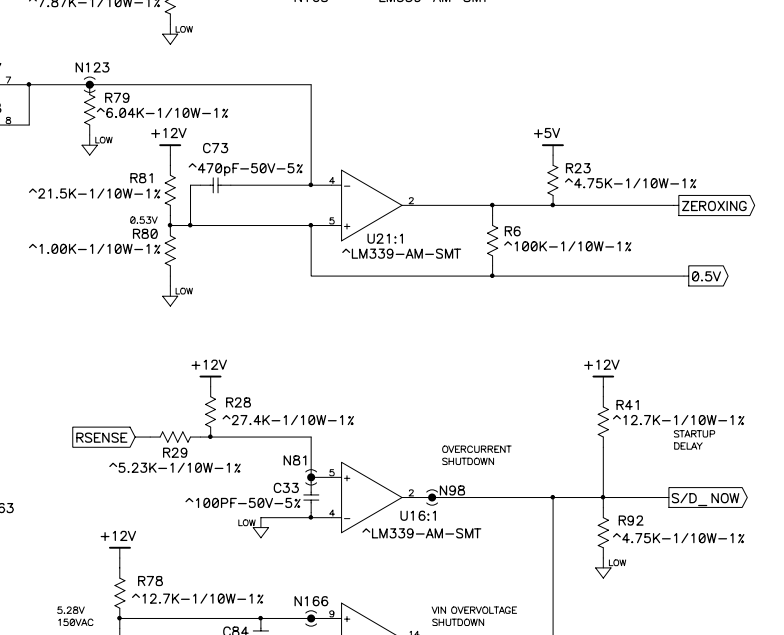 ^7.87K-1/10W-1%
LOW
N123
7
R79
^6.04K-1/10W-1%
8
LOW
+12V
C73
^470pF-50V-5%
+5V
R81
^21.5K-1/10W-1%
4
-
R23
^4.75K-1/10W-1%
2
ZEROXING
0.53V
R80
^1.00K-1/10W-1%
5
+
U21:1
^LM339-AM-SMT
R6
^100K-1/10W-1%
0.5V
LOW
+12V
+12V
R28
^27.4K-1/10W-1%
R41
^12.7K-1/10W-1%
STARTUP
DELAY
RSENSE
R29
^5.23K-1/10W-1%
OVERCURRENT
SHUTDOWN
N81
5
+
C33
^100PF-50V-5%
2
N98
S/D_NOW
63
LOW
4
-
U16:1
^LM339-AM-SMT
R92
^4.75K-1/10W-1%
LOW
+12V
R78
^12.7K-1/10W-1%
5.28V
150VAC
N166
9
+
VIN OVERVOLTAGE
SHUTDOWN
C84
14